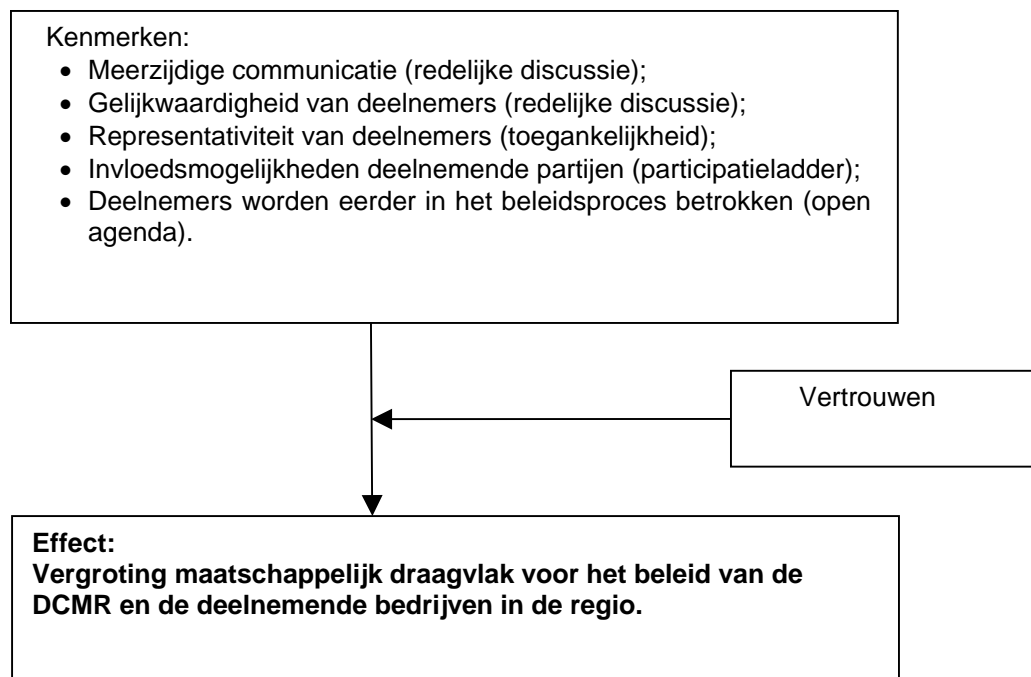 Kenmerken:
• Meerzijdige communicatie (redelijke discussie);
• Gelijkwaardigheid van deelnemers (redelijke discussie);
• Representativiteit van deelnemers (toegankelijkheid);
• Invloedsmogelijkheden deelnemende partijen (participatieladder);
• Deelnemers worden eerder in het beleidsproces betrokken (open
agenda).
Vertrouwen
Effect:
Vergroting maatschappelijk draagvlak voor het beleid van de
DCMR en de deelnemende bedrijven in de regio.